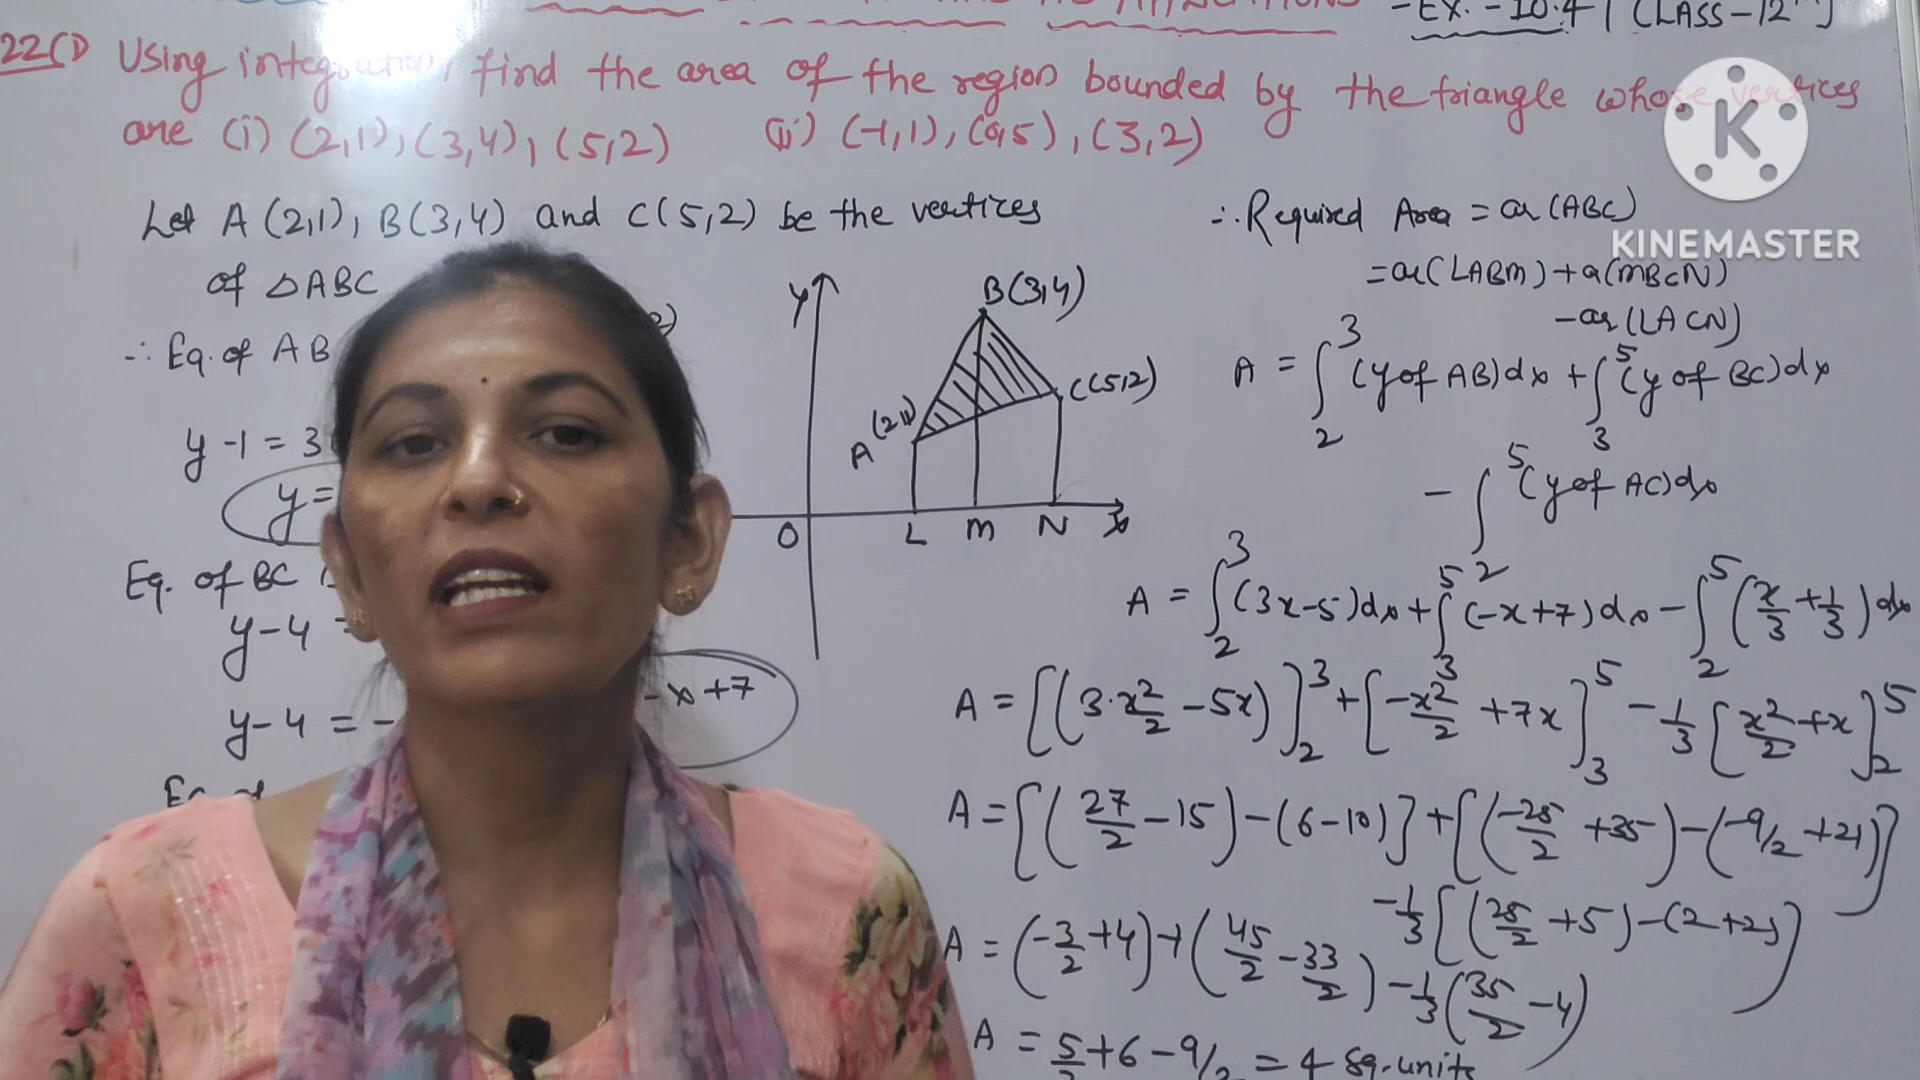 - EX. - 10.4 | CLASS - 12
22(i) Using integration, find the area of the region bounded by the triangle whose vertices
are (i) (2,1), (3,4), (5,2) (ii) (-1,1), (0,5), (3,2)
Let A (2,1), B(3,4) and C(5,2) be the vertices
of △ABC
∴ Eq. of AB
y - 1 = 3
y =
Eq. of BC
y - 4 =
y - 4 = - - x + 7
Eq. of
y
B(3,4)
C(5,2)
A (2,1)
O L M N x
∴ Required Area = ar (ABC)
= ar (LABM) + a(MBCN)
- ar (LACN)
A = ∫₂³ (y of AB) dx + ∫₃⁵ (y of BC) dx
- ∫₂⁵ (y of AC) dx
A = ∫₂³ (3x-5) dx + ∫₃⁵ (-x+7) dx - ∫₂⁵ (x/3 + 1/3) dx
A = [(3·x²/2 - 5x)]₂³ + [-x²/2 + 7x]₃⁵ - 1/3 [x²/2 + x]₂⁵
A = [(27/2 - 15) - (6 - 10)] + [(-25/2 + 35) - (-9/2 + 21)]
- 1/3 [(25/2 + 5) - (2 + 2)]
A = (-3/2 + 4) + (45/2 - 33/2) - 1/3 (35/2 - 4)
A = 5/2 + 6 - 9/2 = 4 sq. units
K
KINEMASTER